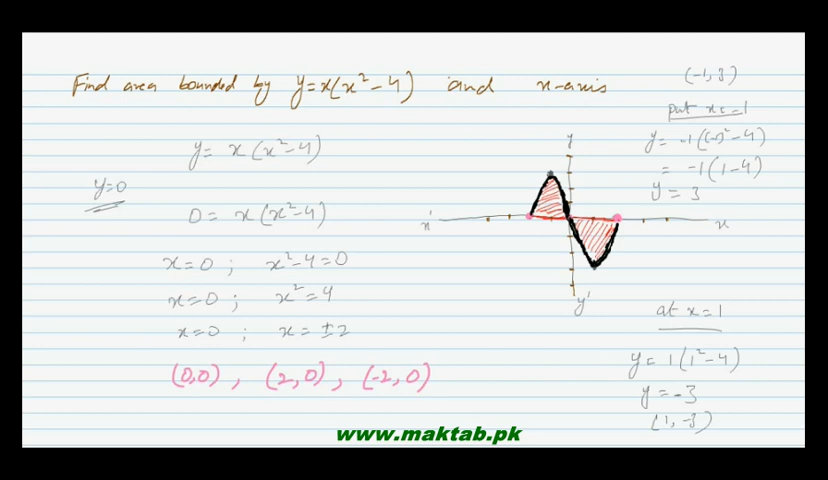 Find area bounded by y=x(x²-4) and x-axis
y = x(x²-4)
y=0
0 = x(x²-4)
x=0 ; x²-4=0
x=0 ; x²=4
x=0 ; x=±2
(0,0) , (2,0) , (-2,0)
(-1,3)
put x=-1
y= -1((-1)²-4)
= -1(1-4)
y = 3
y
x'
x
y'
at x=1
y= 1(1²-4)
y = -3
(1,-3)
www.maktab.pk